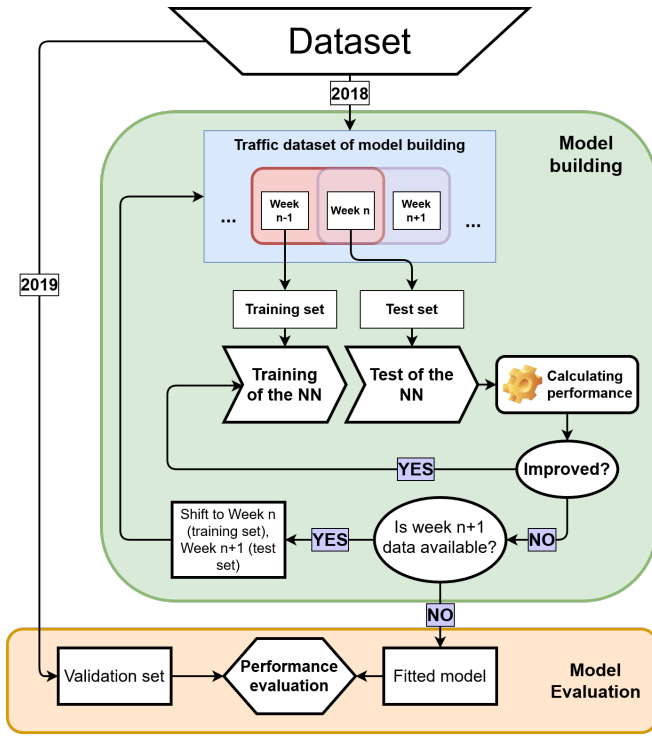 Dataset
2018
Model
building
Traffic dataset of model building
...
Week
n-1
Week n
Week
n+1
...
2019
Training set
Test set
Training
of the NN
Test of the
NN
Calculating
performance
YES
Improved?
Shift to Week n
(training set),
Week n+1 (test
set)
YES
Is week n+1
data available?
NO
NO
Validation set
Performance
evaluation
Fitted model
Model
Evaluation